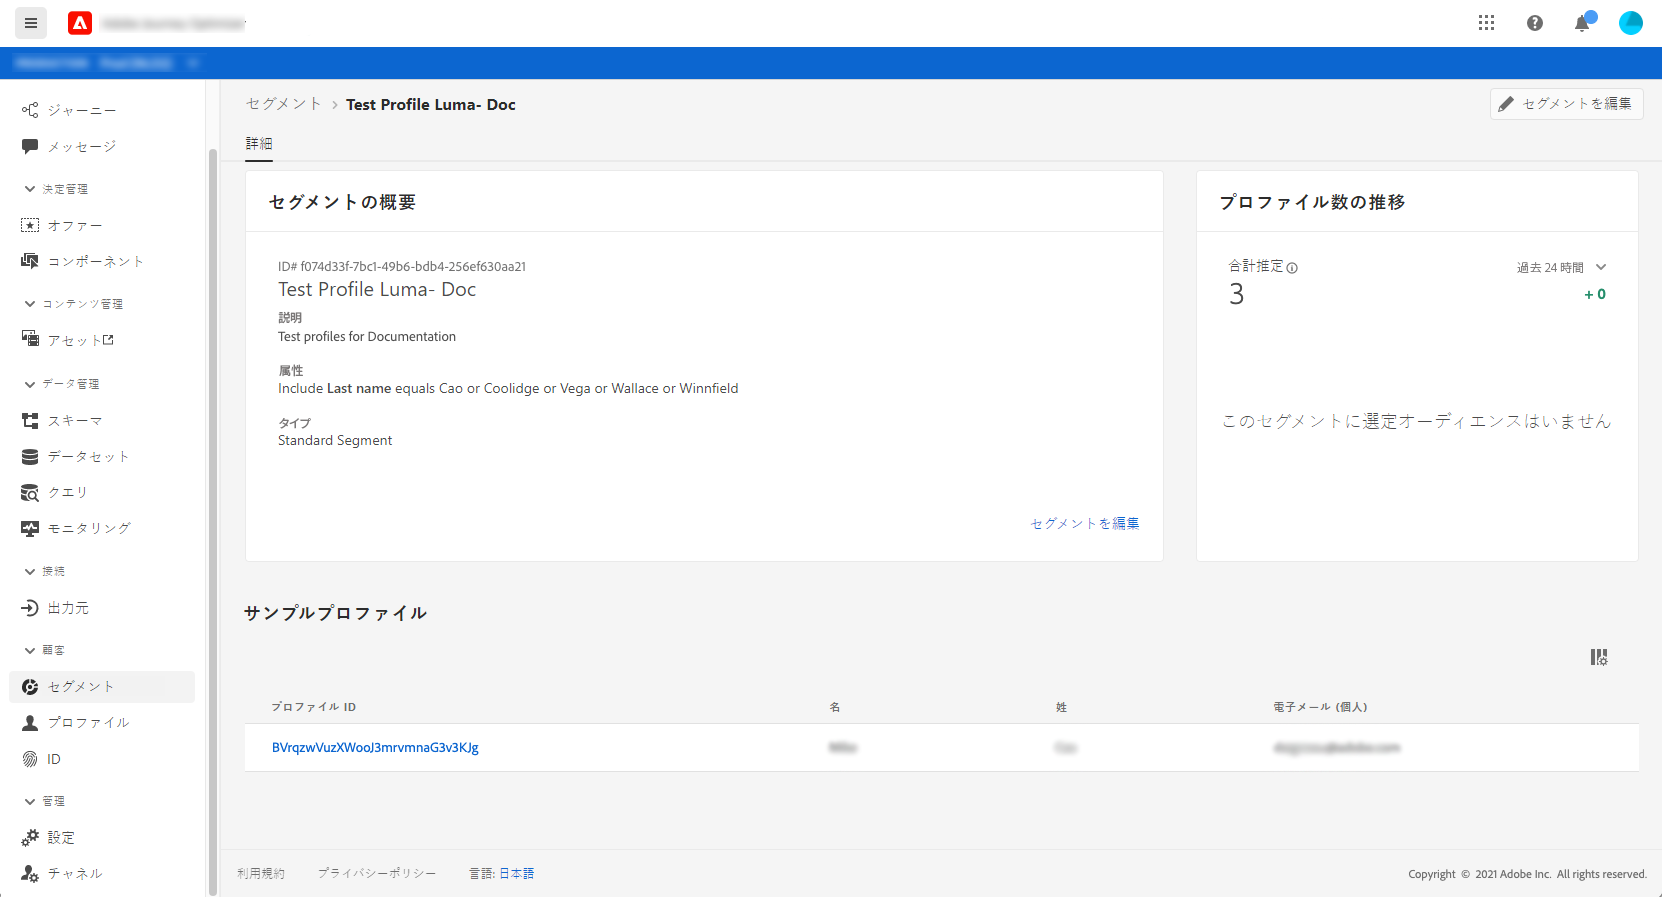 セグメント > Test Profile Luma- Doc
セグメントを編集
詳細
ジャーニー
メッセージ
決定管理
オファー
コンポーネント
コンテンツ管理
アセット
データ管理
スキーマ
データセット
クエリ
モニタリング
接続
出力元
顧客
セグメント
プロファイル
ID
管理
設定
チャネル
セグメントの概要
ID# f074d33f-7bc1-49b6-bdb4-256ef630aa21
Test Profile Luma- Doc
説明
Test profiles for Documentation
属性
Include Last name equals Cao or Coolidge or Vega or Wallace or Winnfield
タイプ
Standard Segment
セグメントを編集
プロファイル数の推移
合計推定 過去 24 時間
3 + 0
このセグメントに選定オーディエンスはいません
サンプルプロファイル
プロファイル ID 名 姓 電子メール (個人)
BVrqzwVuzXWooJ3mrvmnaG3v3KJg
利用規約 プライバシーポリシー 言語: 日本語
Copyright © 2021 Adobe Inc. All rights reserved.